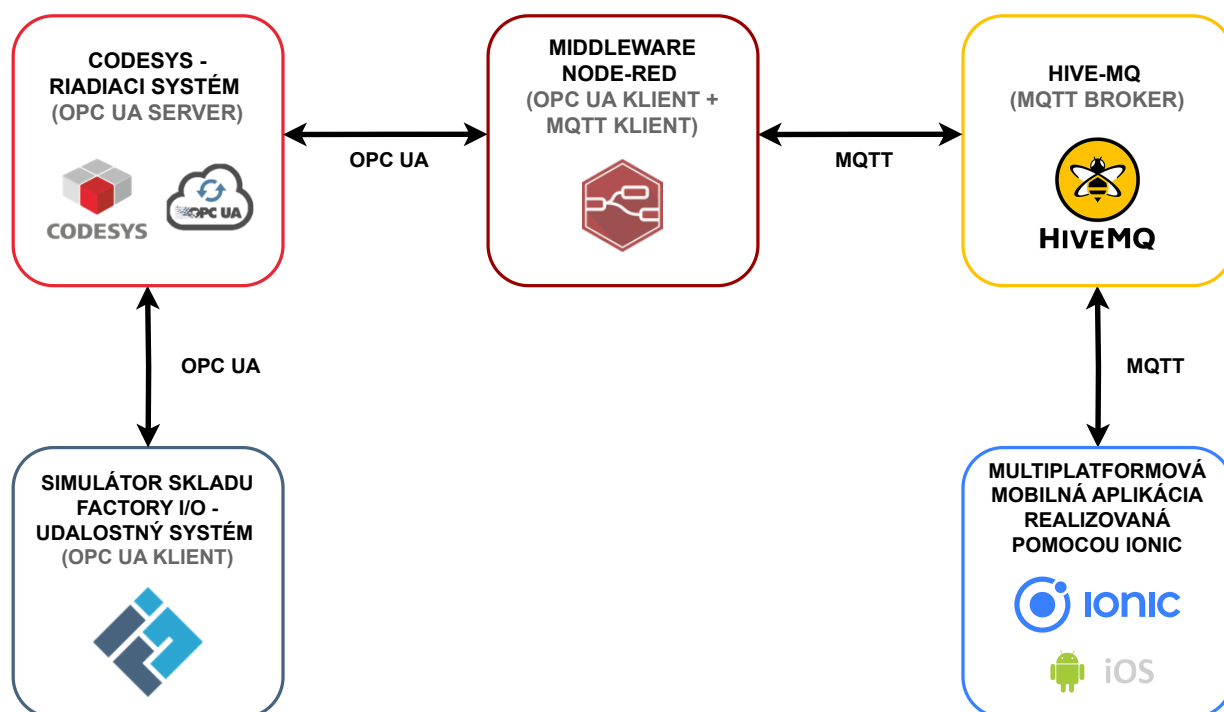 CODESYS -
RIADIACI SYSTÉM
(OPC UA SERVER)
CODESYS
OPC UA
OPC UA
MIDDLEWARE
NODE-RED
(OPC UA KLIENT +
MQTT KLIENT)
MQTT
HIVE-MQ
(MQTT BROKER)
HIVEMQ
OPC UA
MQTT
SIMULÁTOR SKLADU
FACTORY I/O -
UDALOSTNÝ SYSTÉM
(OPC UA KLIENT)
MULTIPLATFORMOVÁ
MOBILNÁ APLIKÁCIA
REALIZOVANÁ
POMOCOU IONIC
IONIC
iOS